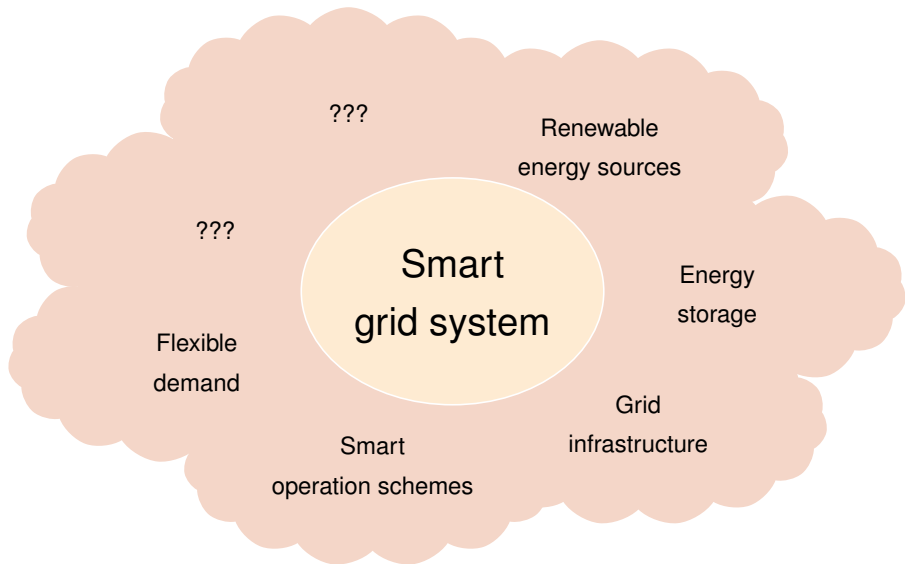 ???
Renewable
energy sources
???
Smart
grid system
Energy
storage
Flexible
demand
Grid
infrastructure
Smart
operation schemes